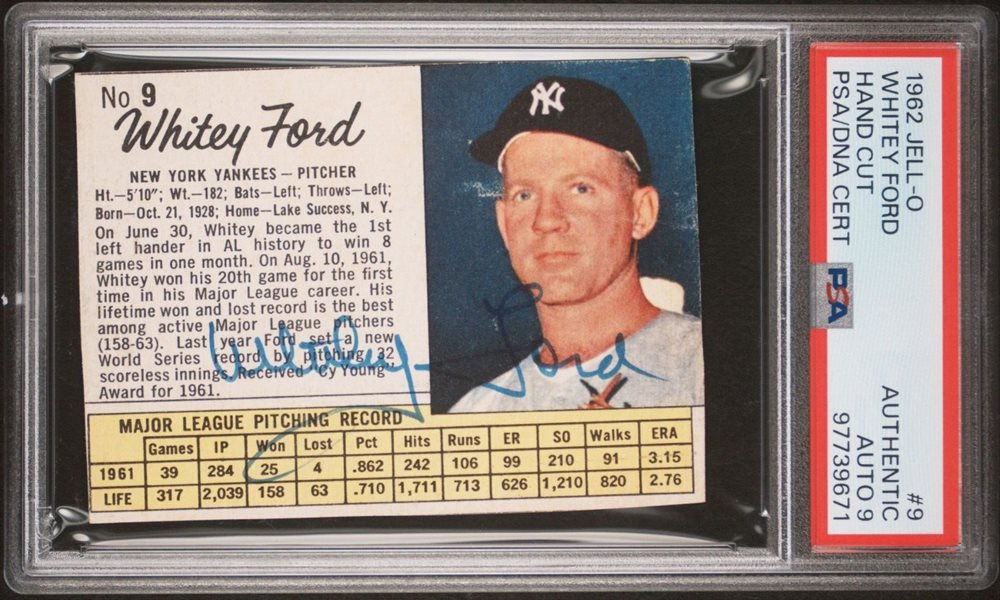 No 9
Whitey Ford
NEW YORK YANKEES — PITCHER
Ht.—5'10"; Wt.—182; Bats—Left; Throws—Left;
Born—Oct. 21, 1928; Home—Lake Success, N. Y.
On June 30, Whitey became the 1st
left hander in AL history to win 8
games in one month. On Aug. 10, 1961,
Whitey won his 20th game for the first
time in his Major League career. His
lifetime won and lost record is the best
among active Major League pitchers
(158-63). Last year Ford set a new
World Series record by pitching 32
scoreless innings. Received Cy Young
Award for 1961.
NY
Whitey Ford
MAJOR LEAGUE PITCHING RECORD
Games IP Won Lost Pct Hits Runs ER SO Walks ERA
1961 39 284 25 4 .862 242 106 99 210 91 3.15
LIFE 317 2,039 158 63 .710 1,711 713 626 1,210 820 2.76
1962 JELL-O #9
WHITEY FORD AUTHENTIC
HAND CUT AUTO 9
PSA/DNA CERT 97739671
PSA